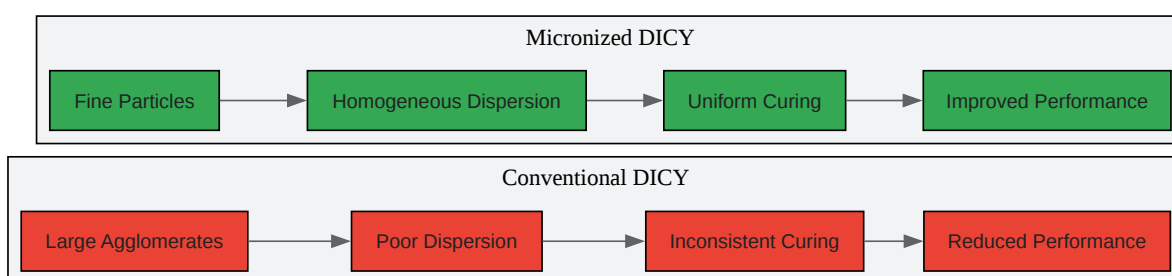 Micronized DICY
Fine Particles
Homogeneous Dispersion
Uniform Curing
Improved Performance
Conventional DICY
Large Agglomerates
Poor Dispersion
Inconsistent Curing
Reduced Performance